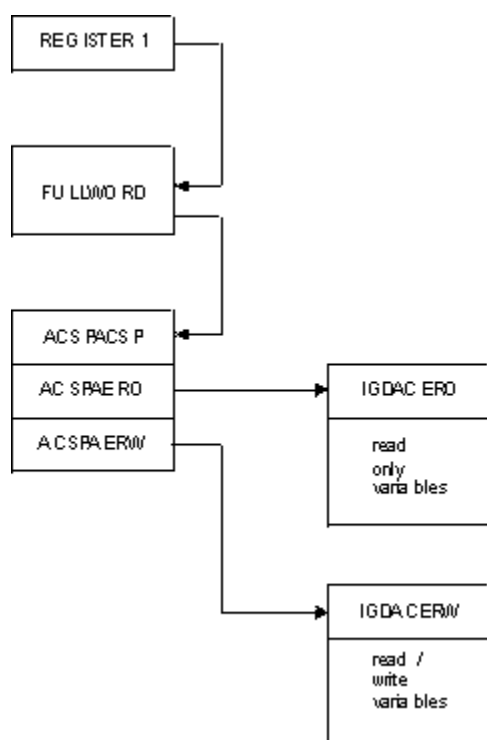 REGISTER 1
FULLWORD
ACSPACSP
ACSPAERO
IGDACERO
ACSPAERW
read
only
variables
IGDACERW
read /
write
variables